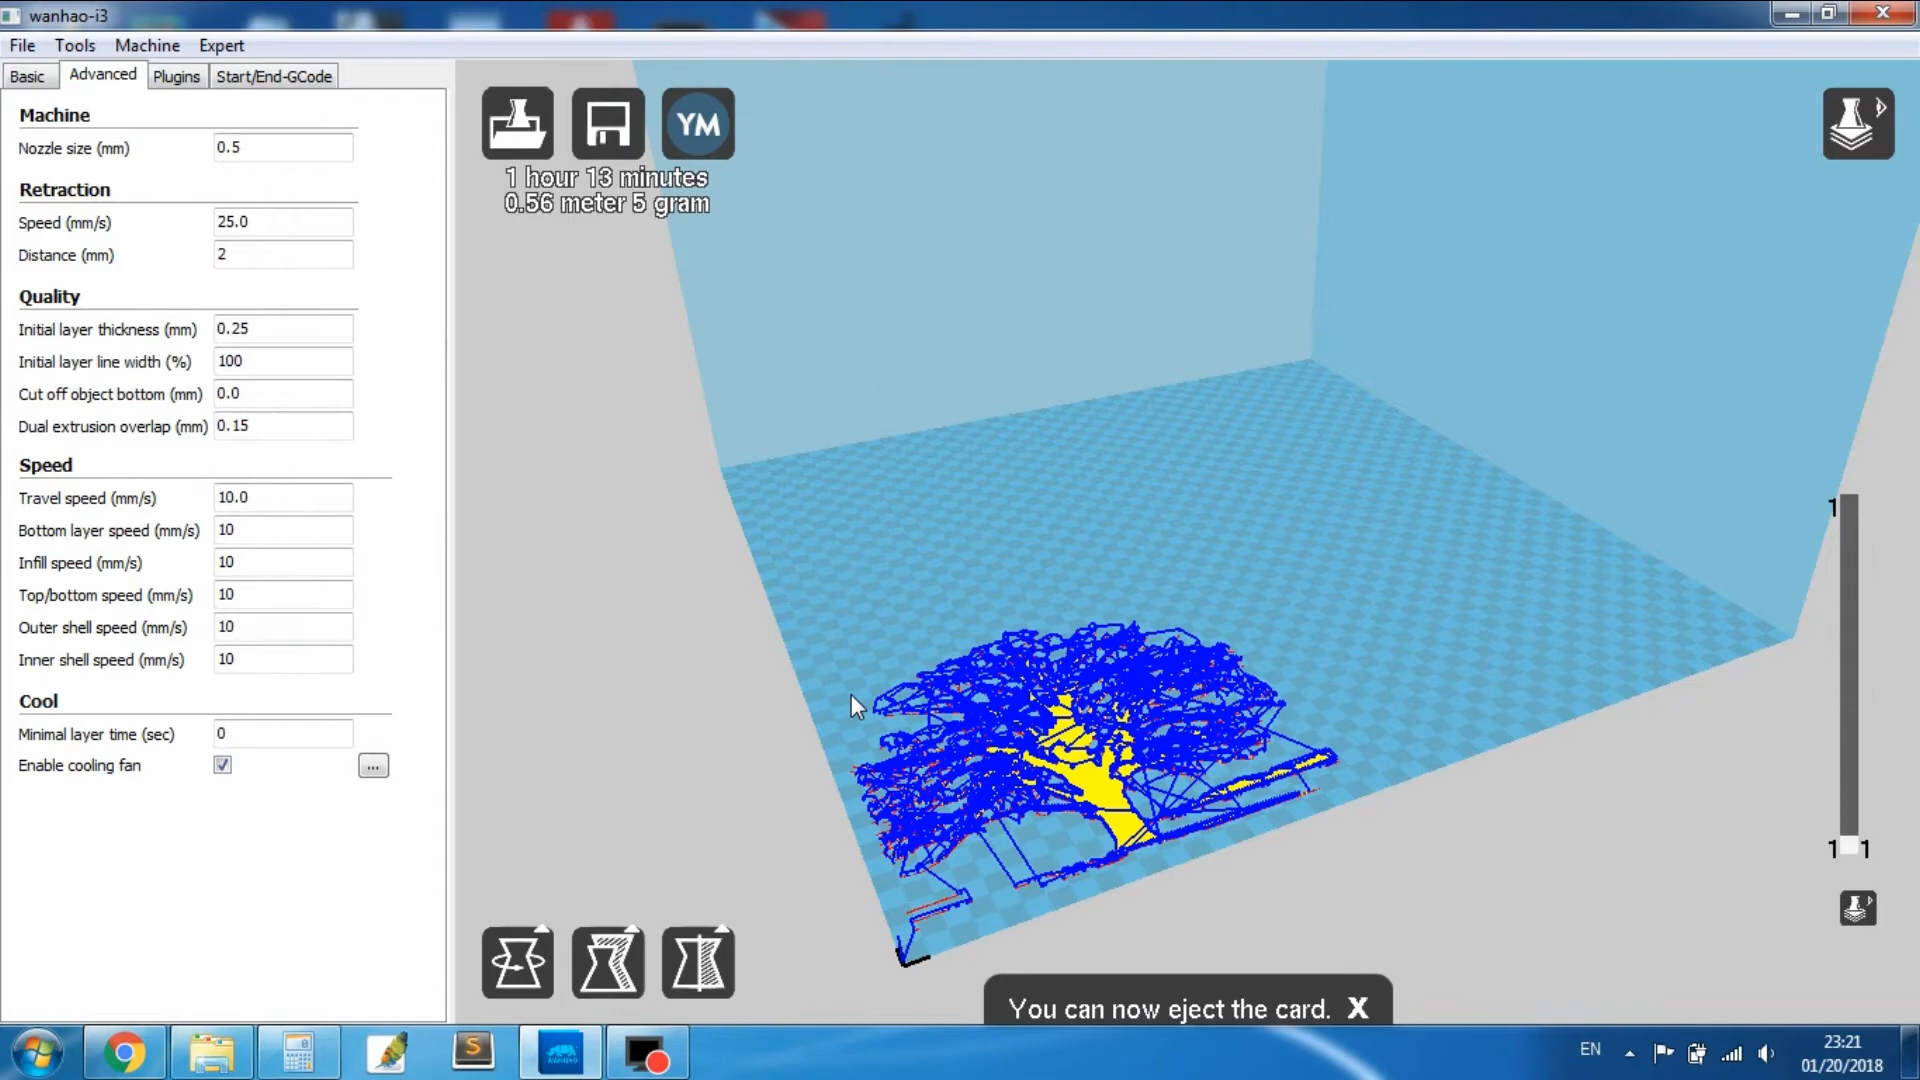 wanhao-i3
File Tools Machine Expert
Basic Advanced Plugins Start/End-GCode
Machine
Nozzle size (mm) 0.5
Retraction
Speed (mm/s) 25.0
Distance (mm) 2
Quality
Initial layer thickness (mm) 0.25
Initial layer line width (%) 100
Cut off object bottom (mm) 0.0
Dual extrusion overlap (mm) 0.15
Speed
Travel speed (mm/s) 10.0
Bottom layer speed (mm/s) 10
Infill speed (mm/s) 10
Top/bottom speed (mm/s) 10
Outer shell speed (mm/s) 10
Inner shell speed (mm/s) 10
Cool
Minimal layer time (sec) 0
Enable cooling fan ...
YM
1 hour 13 minutes
0.56 meter 5 gram
1
1 1
You can now eject the card. X
S
WANHAO
EN
23:21
01/20/2018